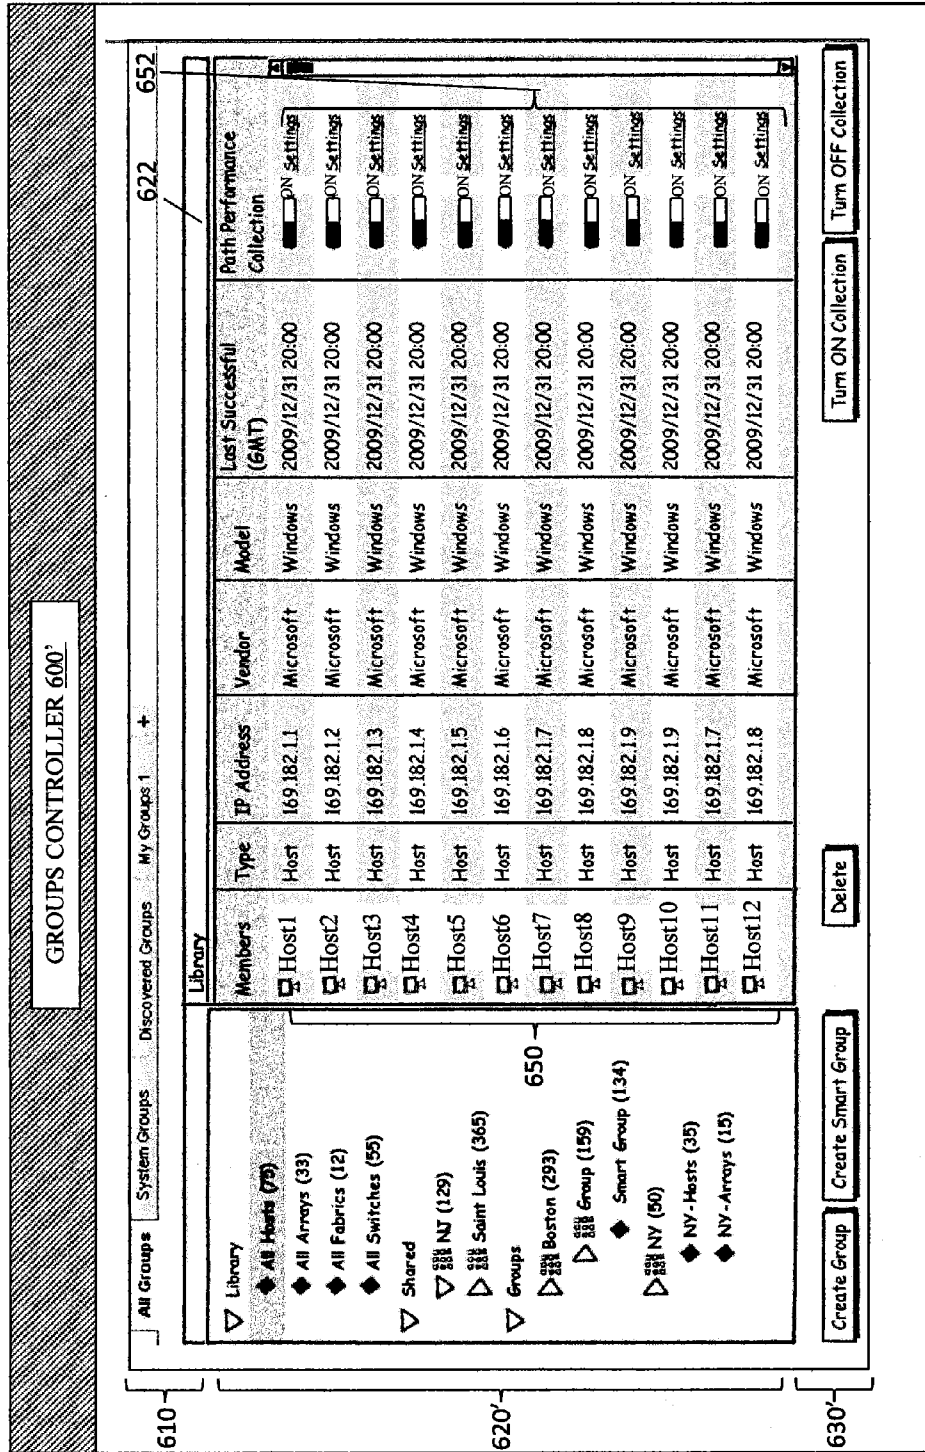 GROUPS CONTROLLER 600'
622 652
610
All Groups System Groups Discovered Groups My Groups 1 +
Library
620'
Library
All Hosts (75)
All Arrays (33)
All Fabrics (12)
All Switches (55)
Shared
NJ (129)
Saint Louis (365)
Groups
Boston (293)
Group (159)
Smart Group (134)
NY (50)
NY-Hosts (35)
NY-Arrays (15)
650
Members Type IP Address Vendor Model Last Successful (GMT) Path Performance Collection
Host1 Host 169.182.1.1 Microsoft Windows 2009/12/31 20:00 ON Settings
Host2 Host 169.182.1.2 Microsoft Windows 2009/12/31 20:00 ON Settings
Host3 Host 169.182.1.3 Microsoft Windows 2009/12/31 20:00 ON Settings
Host4 Host 169.182.1.4 Microsoft Windows 2009/12/31 20:00 ON Settings
Host5 Host 169.182.1.5 Microsoft Windows 2009/12/31 20:00 ON Settings
Host6 Host 169.182.1.6 Microsoft Windows 2009/12/31 20:00 ON Settings
Host7 Host 169.182.1.7 Microsoft Windows 2009/12/31 20:00 ON Settings
Host8 Host 169.182.1.8 Microsoft Windows 2009/12/31 20:00 ON Settings
Host9 Host 169.182.1.9 Microsoft Windows 2009/12/31 20:00 ON Settings
Host10 Host 169.182.1.9 Microsoft Windows 2009/12/31 20:00 ON Settings
Host11 Host 169.182.1.7 Microsoft Windows 2009/12/31 20:00 ON Settings
Host12 Host 169.182.1.8 Microsoft Windows 2009/12/31 20:00 ON Settings
630'
Create Group Create Smart Group Delete Turn ON Collection Turn OFF Collection